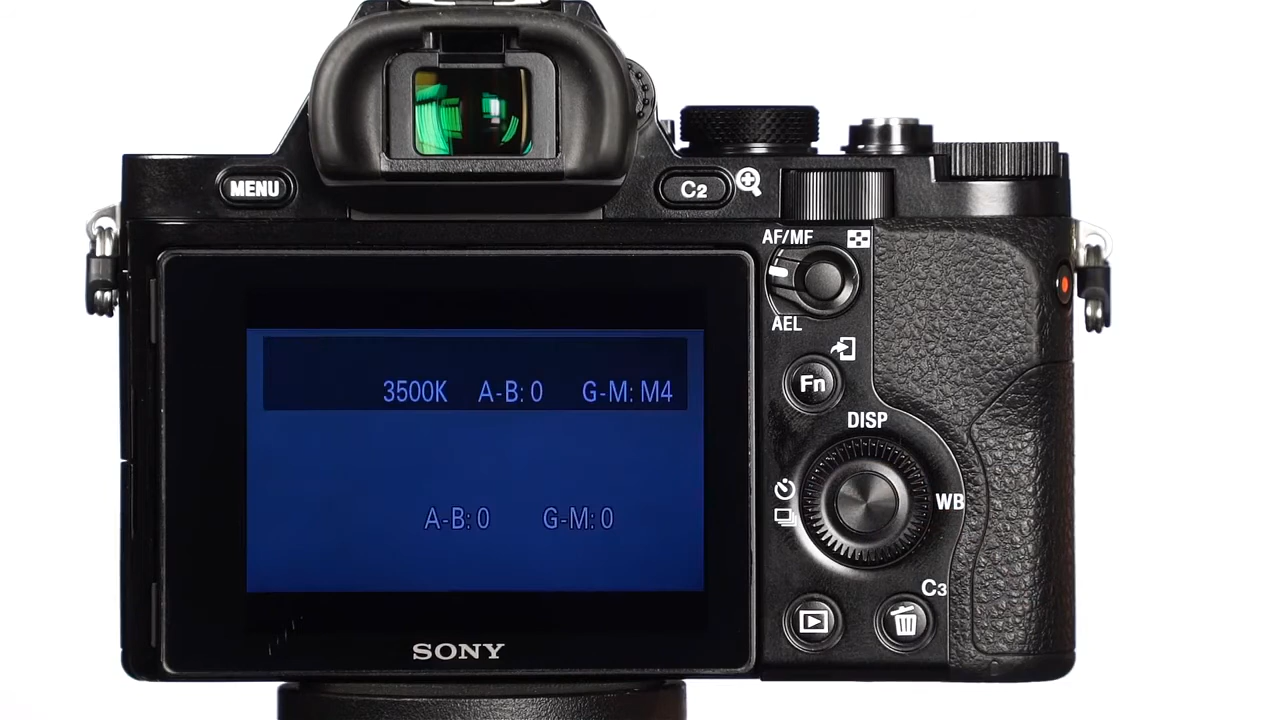 MENU
C2
AF/MF
AEL
3500K A-B: 0 G-M: M4
Fn
DISP
WB
A-B: 0 G-M: 0
C3
SONY